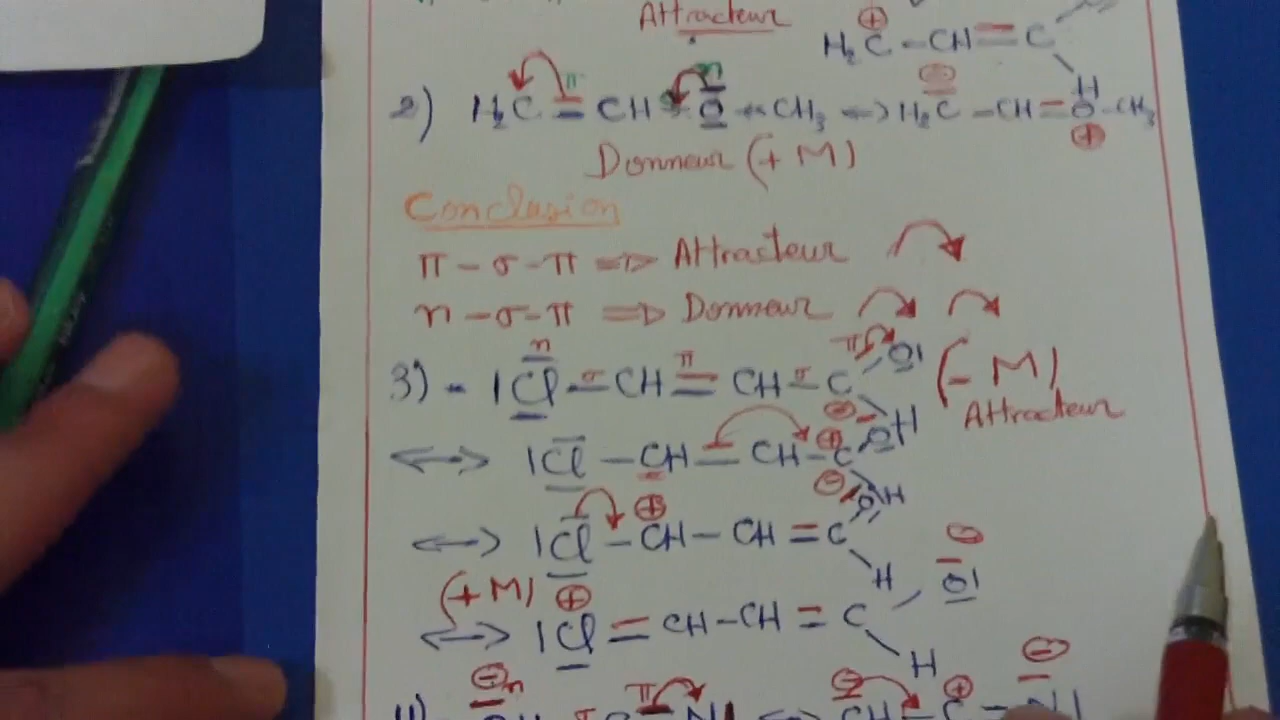 Attracteur
H₂C⊕ – CH = C
H
2) H₂C = CH – O – CH₃ <-> H₂C⊖ – CH = O⊕ – CH₃
π n
Donneur (+M)
Conclusion
π – σ – π ⇒ Attracteur
n – σ – π ⇒ Donneur
3) - |Cl – CH = CH – C O| (– M)
n σ π σ π
H Attracteur
<-> |Cl – CH = CH – C⊕ O ⊖
H
<-> |Cl – CH⊕ – CH = C O ⊖
H
(+M)
<-> |Cl⊕ = CH – CH = C O| ⊖
H